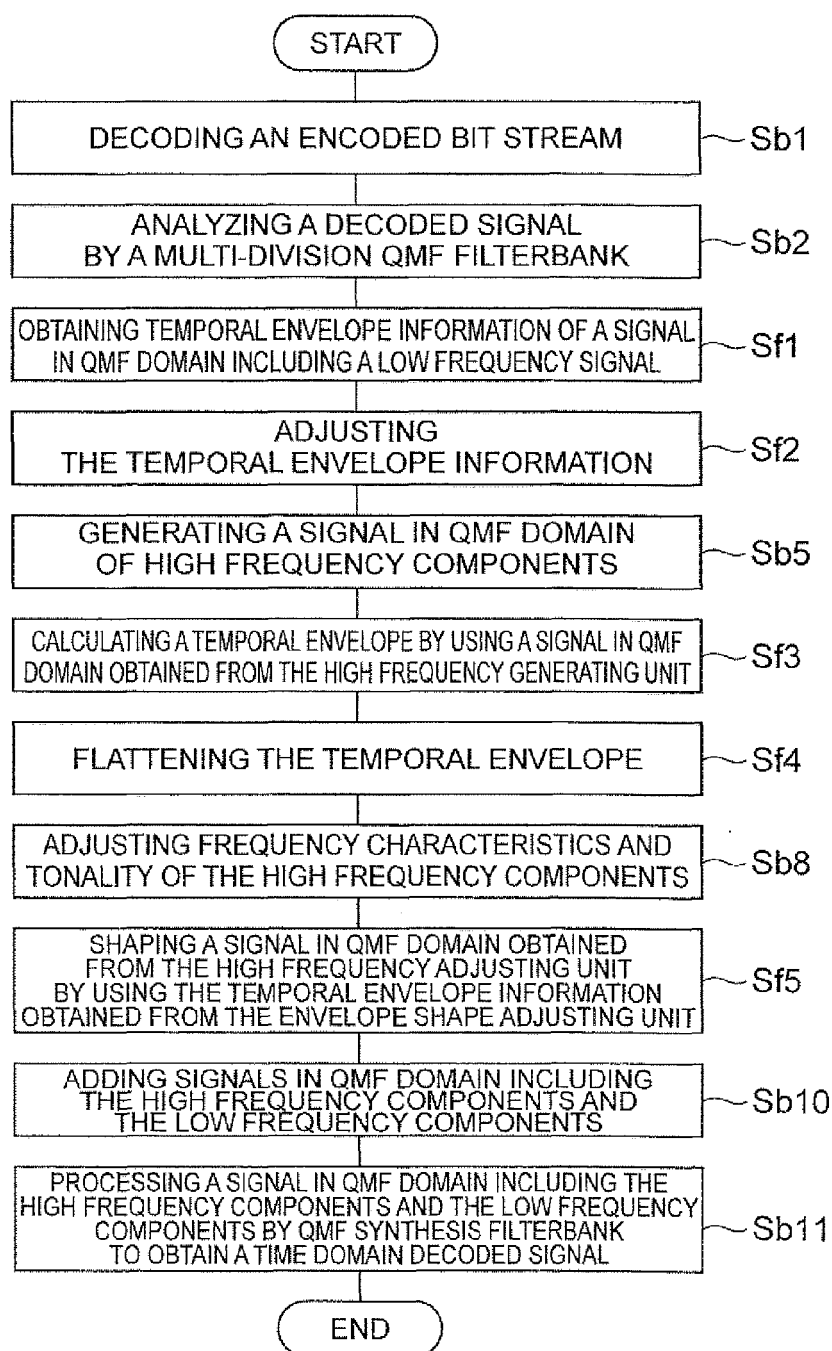 START
DECODING AN ENCODED BIT STREAM
Sb1
ANALYZING A DECODED SIGNAL
BY A MULTI-DIVISION QMF FILTERBANK
Sb2
OBTAINING TEMPORAL ENVELOPE INFORMATION OF A SIGNAL
IN QMF DOMAIN INCLUDING A LOW FREQUENCY SIGNAL
Sf1
ADJUSTING
THE TEMPORAL ENVELOPE INFORMATION
Sf2
GENERATING A SIGNAL IN QMF DOMAIN
OF HIGH FREQUENCY COMPONENTS
Sb5
CALCULATING A TEMPORAL ENVELOPE BY USING A SIGNAL IN QMF
DOMAIN OBTAINED FROM THE HIGH FREQUENCY GENERATING UNIT
Sf3
FLATTENING THE TEMPORAL ENVELOPE
Sf4
ADJUSTING FREQUENCY CHARACTERISTICS AND
TONALITY OF THE HIGH FREQUENCY COMPONENTS
Sb8
SHAPING A SIGNAL IN QMF DOMAIN OBTAINED
FROM THE HIGH FREQUENCY ADJUSTING UNIT
BY USING THE TEMPORAL ENVELOPE INFORMATION
OBTAINED FROM THE ENVELOPE SHAPE ADJUSTING UNIT
Sf5
ADDING SIGNALS IN QMF DOMAIN INCLUDING
THE HIGH FREQUENCY COMPONENTS AND
THE LOW FREQUENCY COMPONENTS
Sb10
PROCESSING A SIGNAL IN QMF DOMAIN INCLUDING THE
HIGH FREQUENCY COMPONENTS AND THE LOW FREQUENCY
COMPONENTS BY QMF SYNTHESIS FILTERBANK
TO OBTAIN A TIME DOMAIN DECODED SIGNAL
Sb11
END